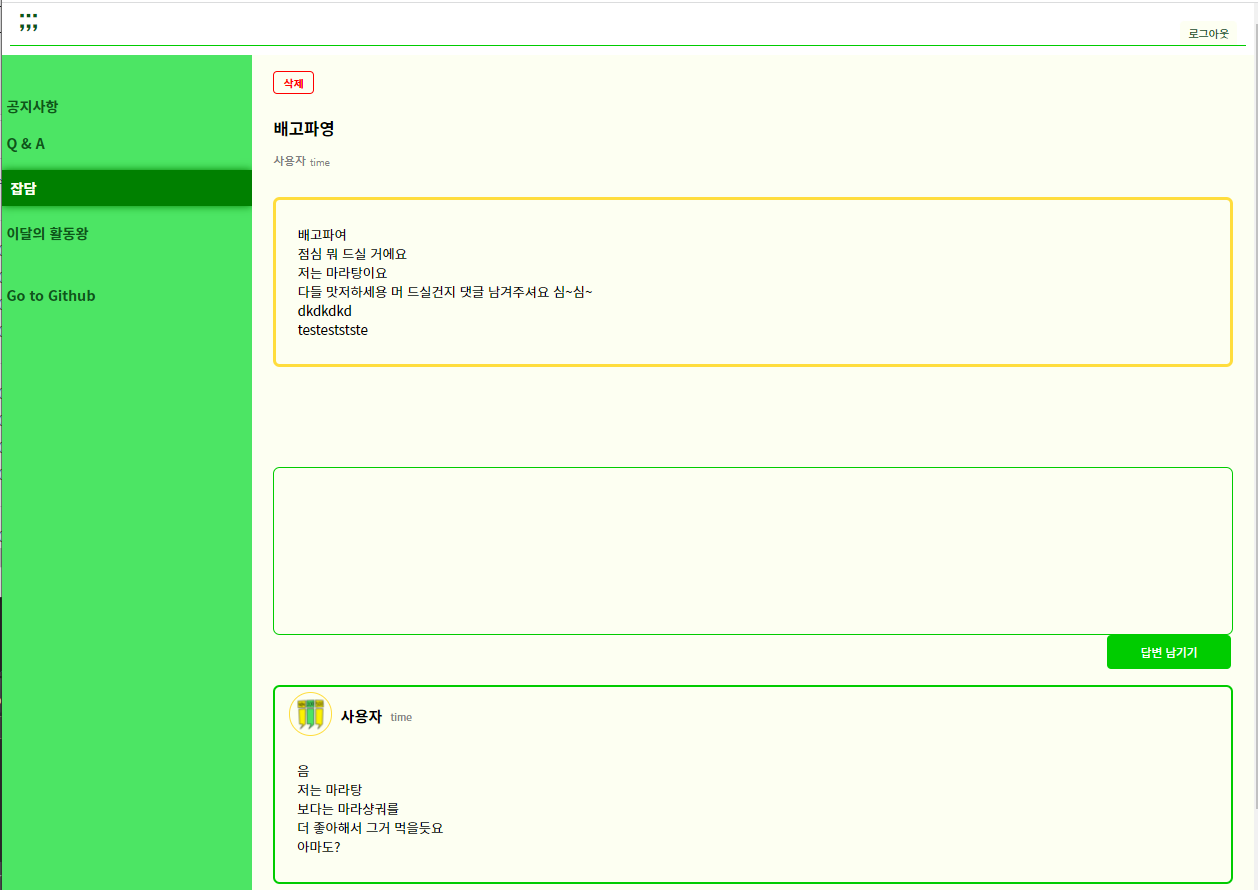 ;;;
로그아웃
공지사항
Q & A
잡담
이달의 활동왕
Go to Github
삭제
배고파영
사용자 time
배고파여
점심 뭐 드실 거에요
저는 마라탕이요
다들 맛저하세용 머 드실건지 댓글 남겨주셔요 심~심~
dkdkdkd
testestststste
답변 남기기
사용자 time
음
저는 마라탕
보다는 마라샹궈를
더 좋아해서 그거 먹을듯요
아마도?